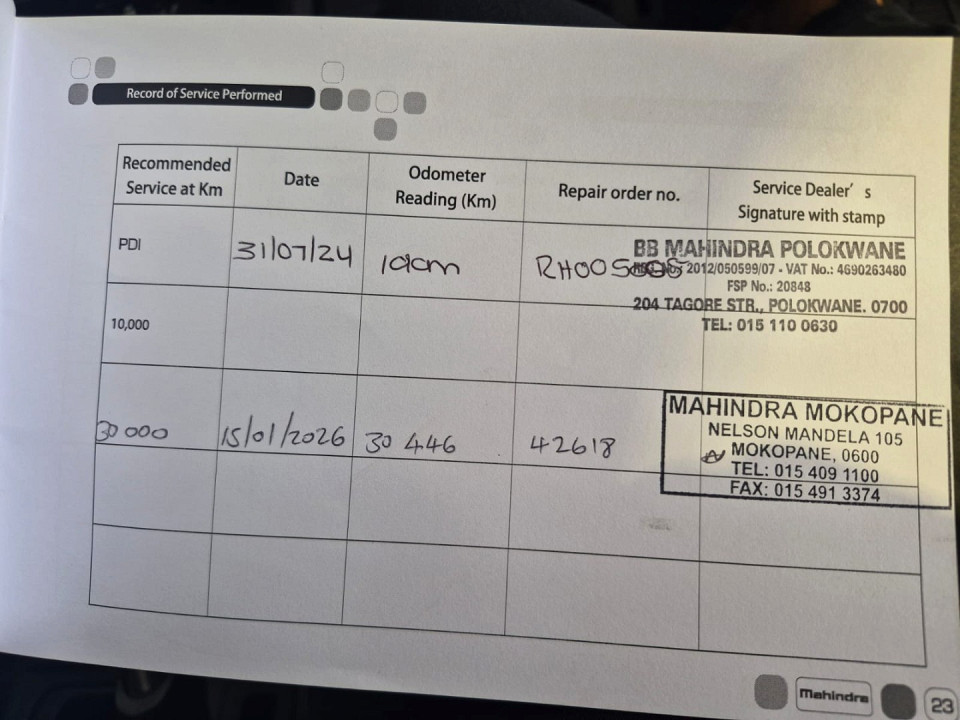 Record of Service Performed
Recommended Service at Km
Date
Odometer Reading (Km)
Repair order no.
Service Dealer's Signature with stamp
PDI
31/07/24
BB MAHINDRA POLOKWANE
2012/050599/07 - VAT No.: 4690263480
FSP No.: 20848
204 TAGORE STR., POLOKWANE. 0700
TEL: 015 110 0630
10,000
30 000
15/01/2026
30 446
42618
MAHINDRA MOKOPANE
NELSON MANDELA 105
MOKOPANE, 0600
TEL: 015 409 1100
FAX: 015 491 3374
Mahindra
23